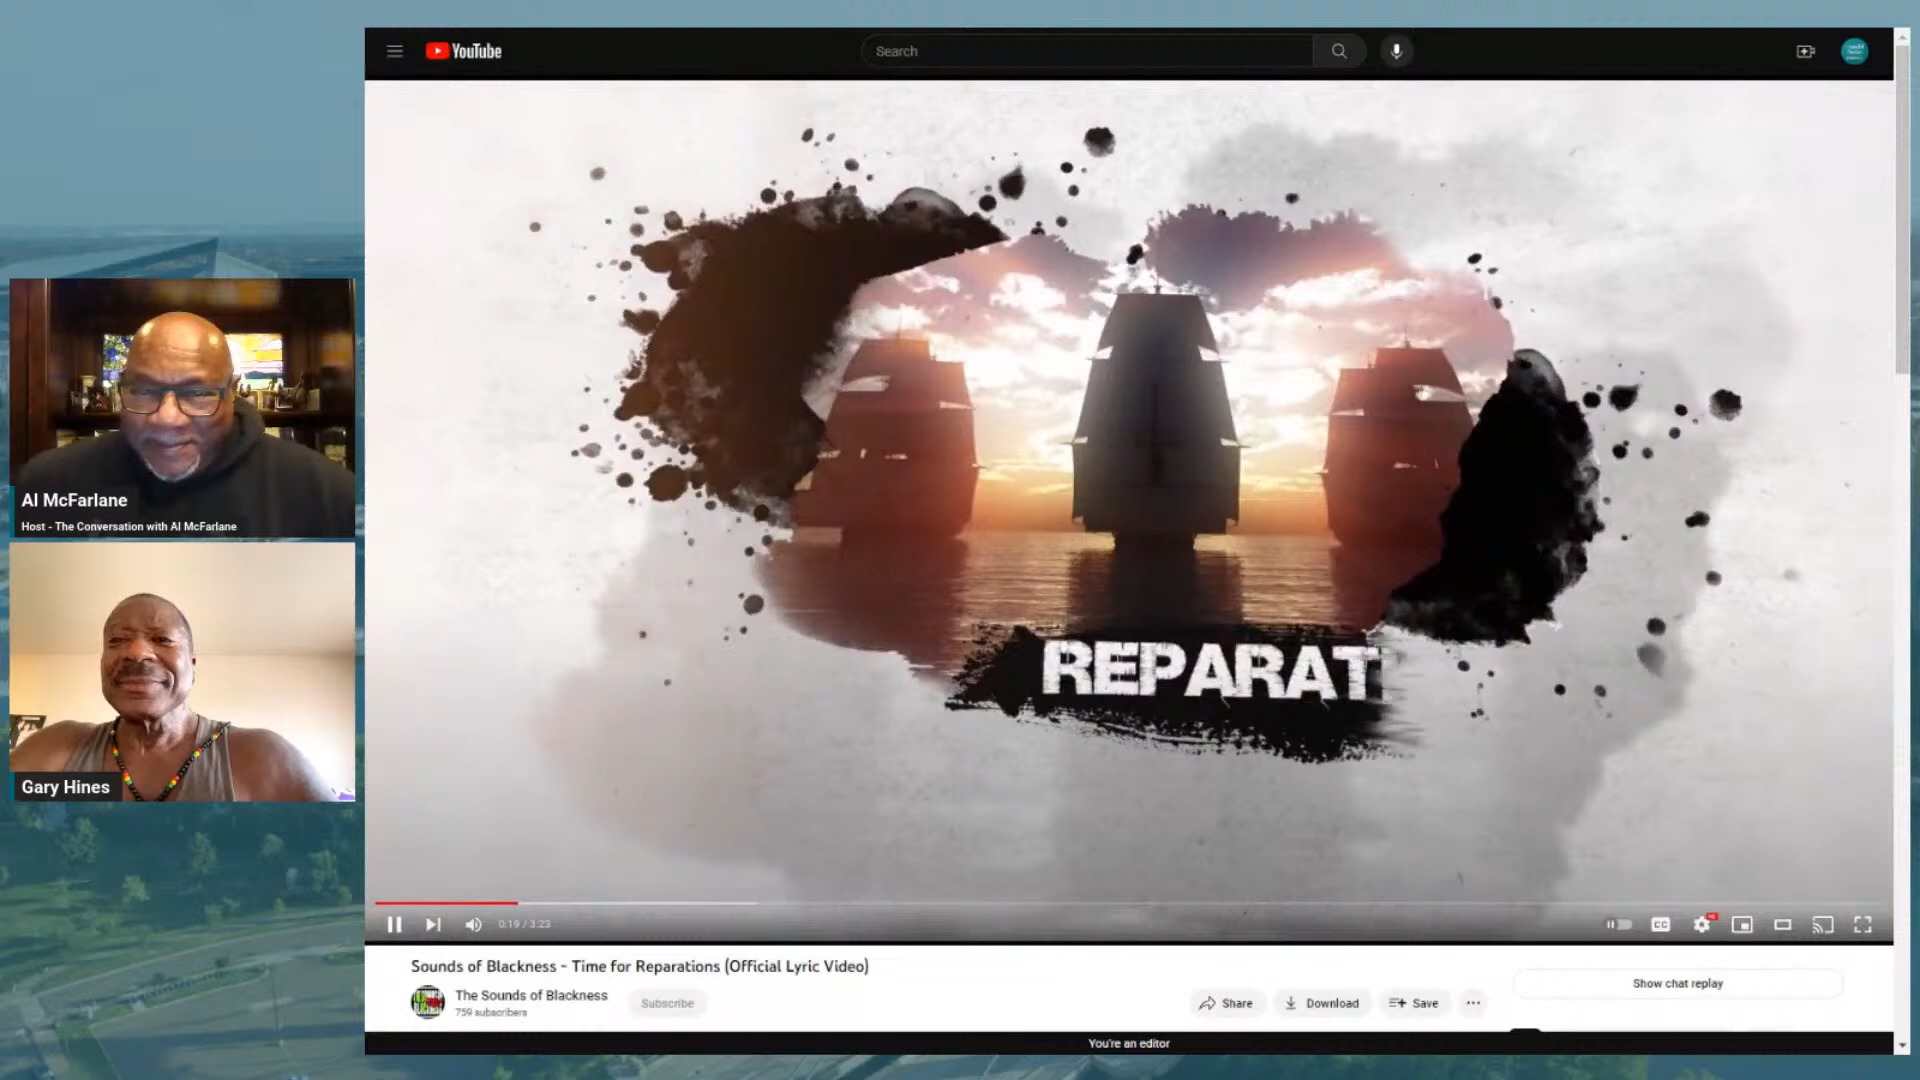 YouTube
Search
Al McFarlane
Host - The Conversation with Al McFarlane
Gary Hines
REPARAT
0:19 / 3:23
CC
Sounds of Blackness - Time for Reparations (Official Lyric Video)
The Sounds of Blackness
759 subscribers
Subscribe
Share
Download
Save
Show chat replay
You're an editor